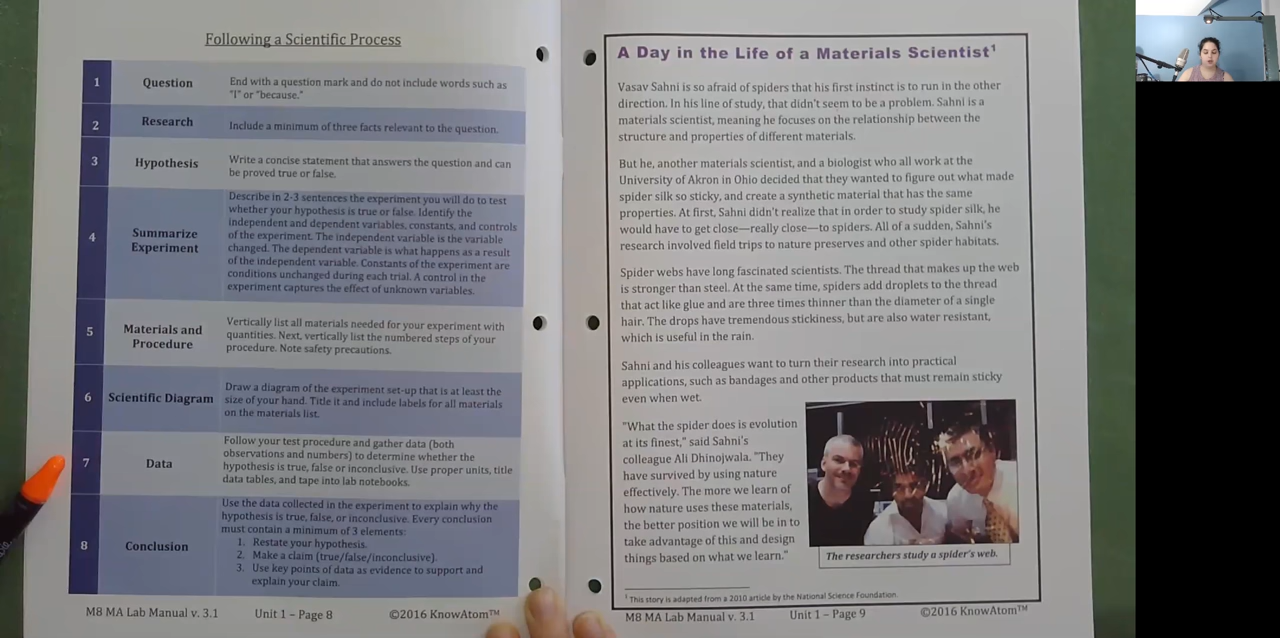 Following a Scientific Process
1 Question End with a question mark and do not include words such as
"I" or "because."
2 Research Include a minimum of three facts relevant to the question.
3 Hypothesis Write a concise statement that answers the question and can
be proved true or false.
4 Summarize Experiment Describe in 2-3 sentences the experiment you will do to test
whether your hypothesis is true or false. Identify the
independent and dependent variables, constants, and controls
of the experiment. The independent variable is the variable
changed. The dependent variable is what happens as a result
of the independent variable. Constants of the experiment are
conditions unchanged during each trial. A control in the
experiment captures the effect of unknown variables.
5 Materials and Procedure Vertically list all materials needed for your experiment with
quantities. Next, vertically list the numbered steps of your
procedure. Note safety precautions.
6 Scientific Diagram Draw a diagram of the experiment set-up that is at least the
size of your hand. Title it and include labels for all materials
on the materials list.
7 Data Follow your test procedure and gather data (both
observations and numbers) to determine whether the
hypothesis is true, false or inconclusive. Use proper units, title
data tables, and tape into lab notebooks.
8 Conclusion Use the data collected in the experiment to explain why the
hypothesis is true, false, or inconclusive. Every conclusion
must contain a minimum of 3 elements:
1. Restate your hypothesis.
2. Make a claim (true/false/inconclusive).
3. Use key points of data as evidence to support and
explain your claim.
M8 MA Lab Manual v. 3.1 Unit 1 – Page 8 ©2016 KnowAtom™
A Day in the Life of a Materials Scientist¹
Vasav Sahni is so afraid of spiders that his first instinct is to run in the other
direction. In his line of study, that didn't seem to be a problem. Sahni is a
materials scientist, meaning he focuses on the relationship between the
structure and properties of different materials.
But he, another materials scientist, and a biologist who all work at the
University of Akron in Ohio decided that they wanted to figure out what made
spider silk so sticky, and create a synthetic material that has the same
properties. At first, Sahni didn't realize that in order to study spider silk, he
would have to get close—really close—to spiders. All of a sudden, Sahni's
research involved field trips to nature preserves and other spider habitats.
Spider webs have long fascinated scientists. The thread that makes up the web
is stronger than steel. At the same time, spiders add droplets to the thread
that act like glue and are three times thinner than the diameter of a single
hair. The drops have tremendous stickiness, but are also water resistant,
which is useful in the rain.
Sahni and his colleagues want to turn their research into practical
applications, such as bandages and other products that must remain sticky
even when wet.
"What the spider does is evolution
at its finest," said Sahni's
colleague Ali Dhinojwala. "They
have survived by using nature
effectively. The more we learn of
how nature uses these materials,
the better position we will be in to
take advantage of this and design
things based on what we learn."
The researchers study a spider's web.
¹ This story is adapted from a 2010 article by the National Science Foundation.
M8 MA Lab Manual v. 3.1 Unit 1 – Page 9 ©2016 KnowAtom™